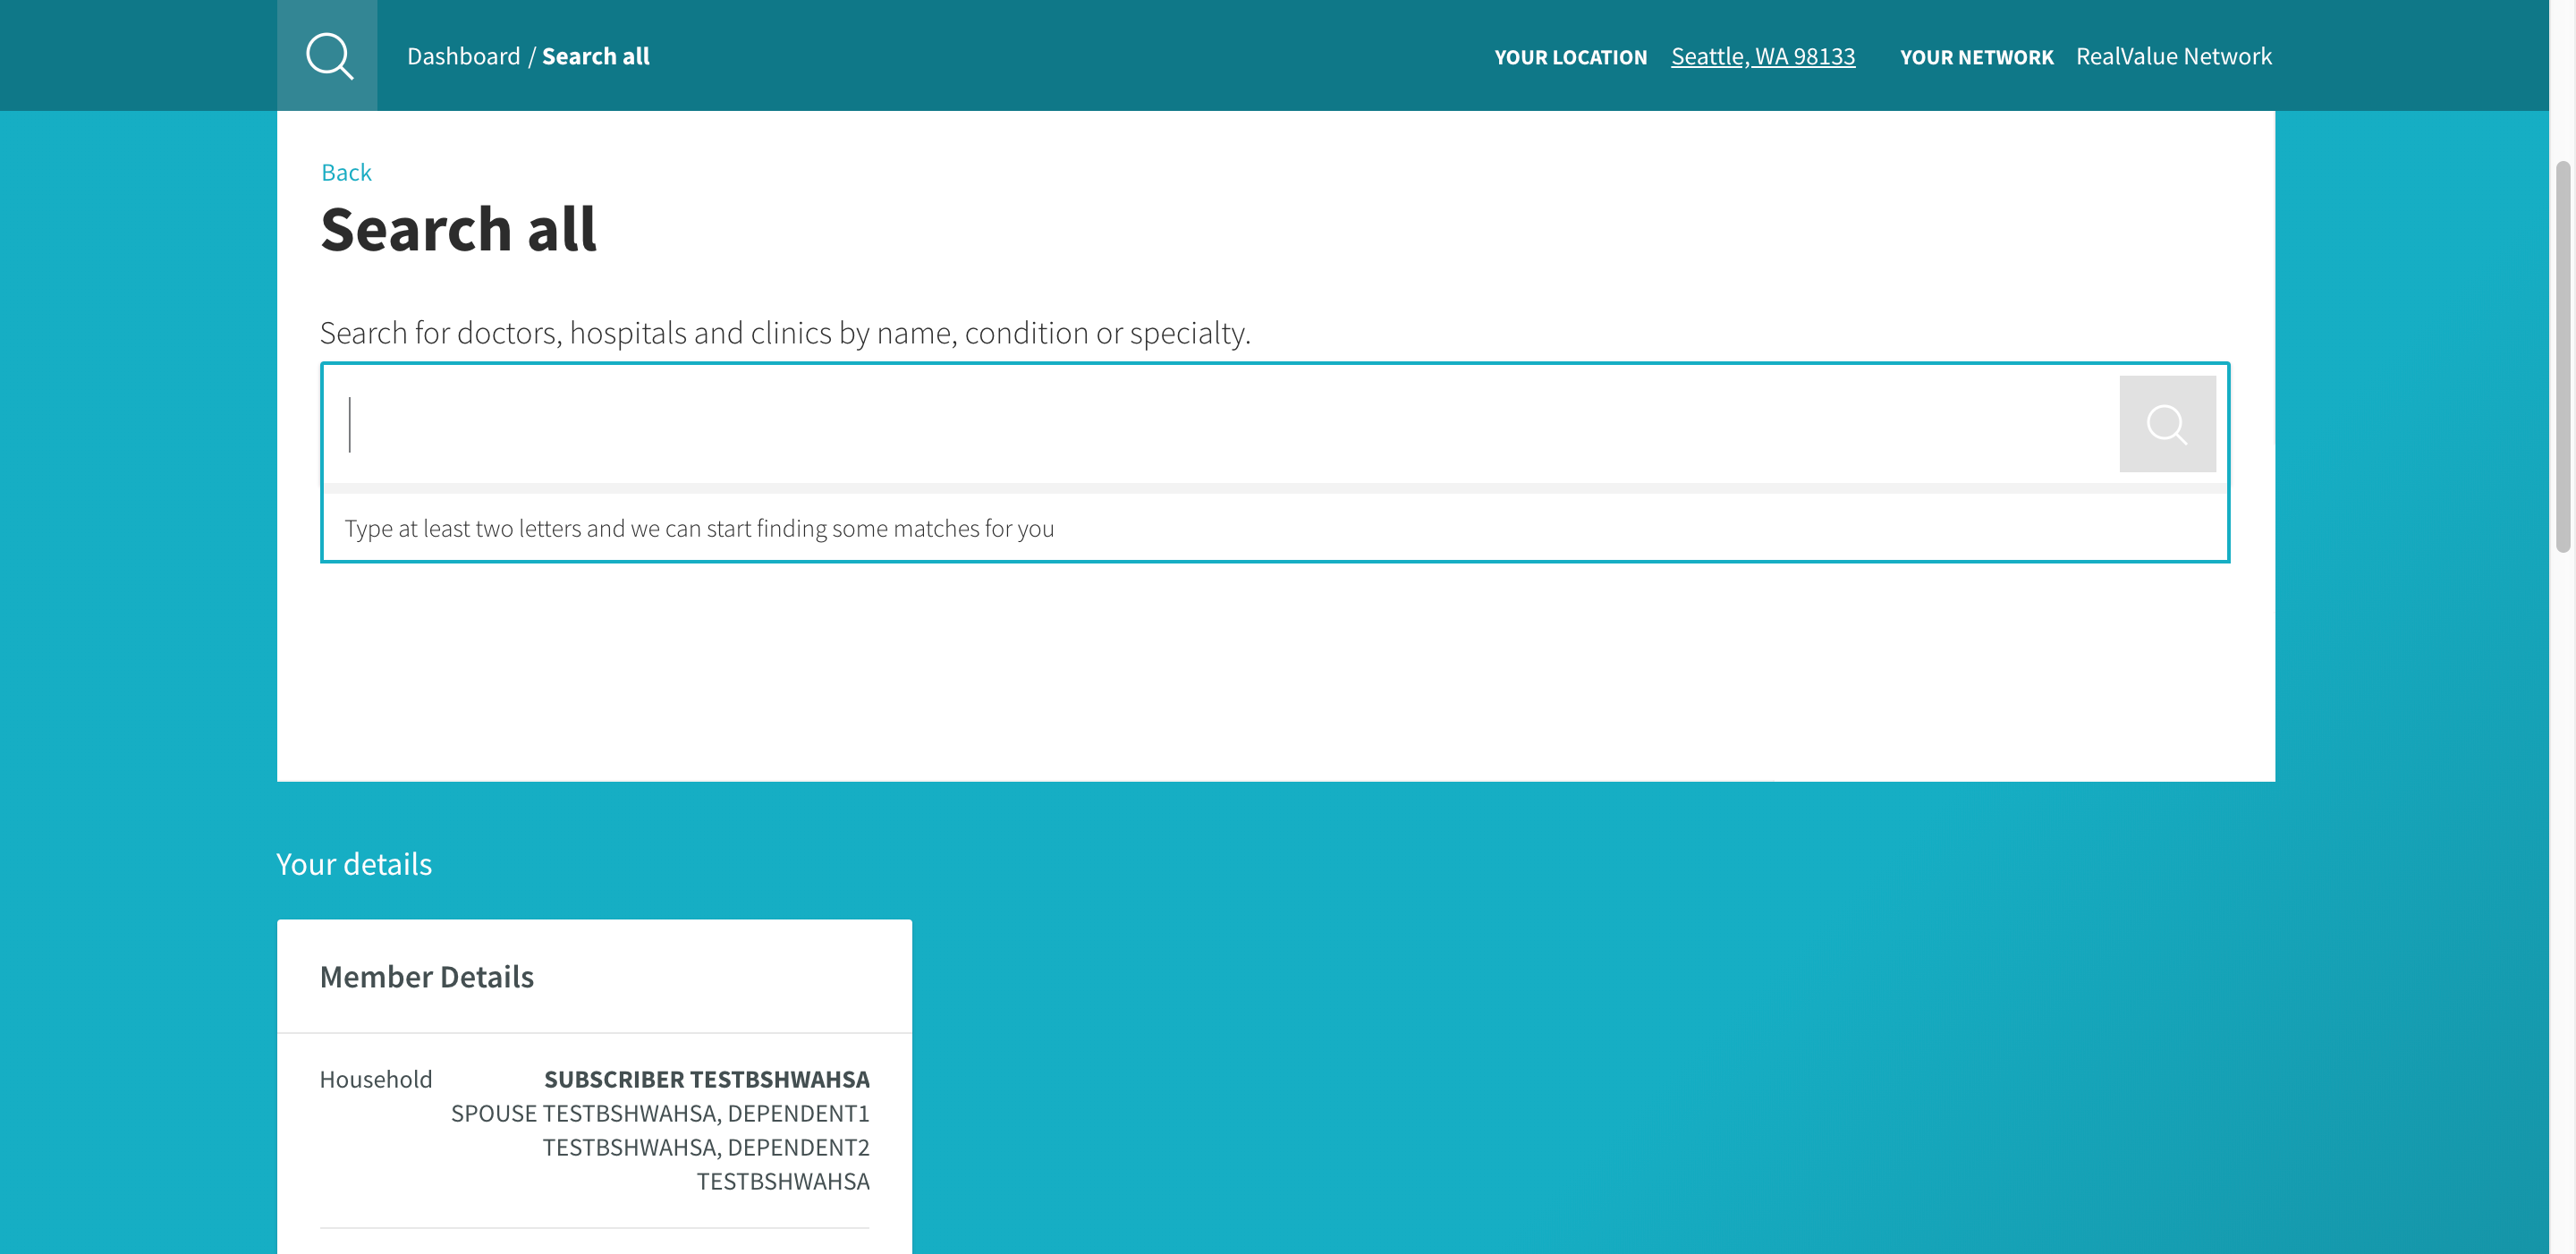 Dashboard / Search all
YOUR LOCATION Seattle, WA 98133 YOUR NETWORK RealValue Network
Back
Search all
Search for doctors, hospitals and clinics by name, condition or specialty.
Type at least two letters and we can start finding some matches for you
Your details
Member Details
Household SUBSCRIBER TESTBSHWAHSA
SPOUSE TESTBSHWAHSA, DEPENDENT1
TESTBSHWAHSA, DEPENDENT2
TESTBSHWAHSA